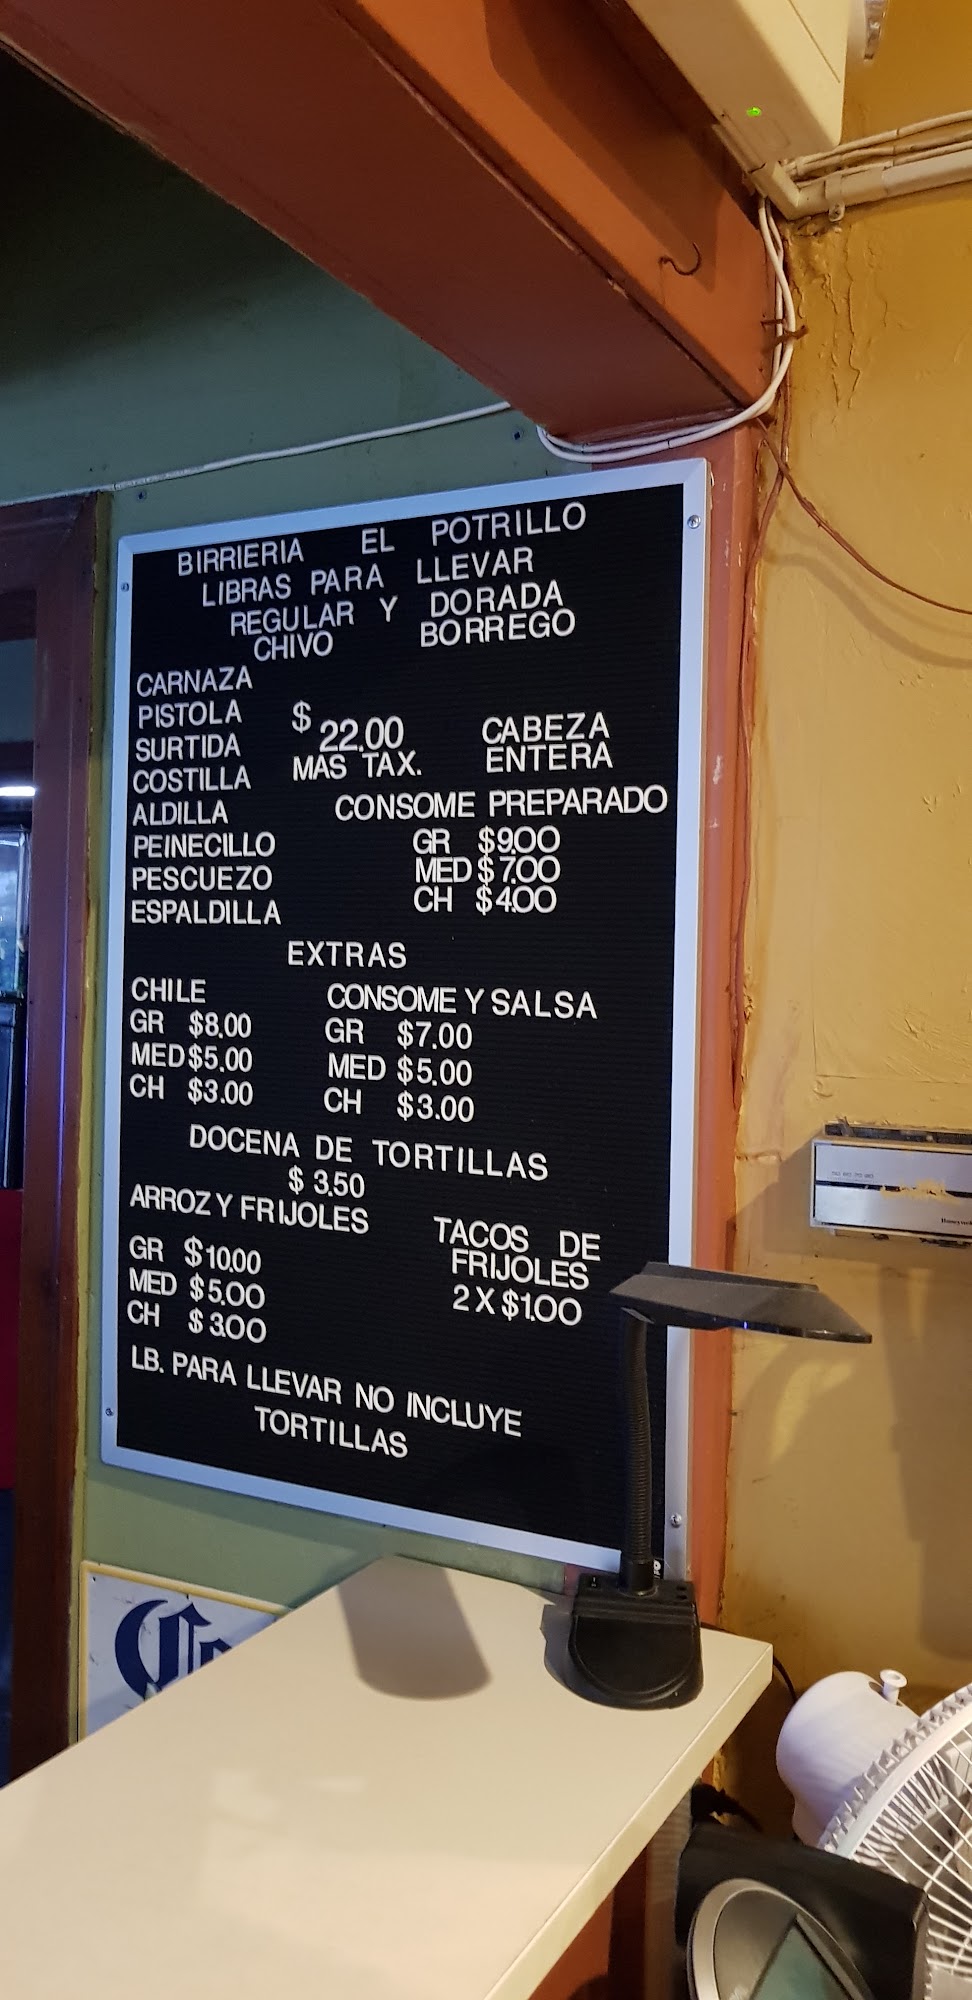 BIRRIERIA EL POTRILLO
LIBRAS PARA LLEVAR
REGULAR Y DORADA
CHIVO BORREGO
CARNAZA
PISTOLA
SURTIDA
COSTILLA
ALDILLA
PEINECILLO
PESCUEZO
ESPALDILLA
$ 22.00
MAS TAX.
CABEZA
ENTERA
CONSOME PREPARADO
GR $9.00
MED $7.00
CH $4.00
EXTRAS
CHILE
GR $8.00
MED $5.00
CH $3.00
CONSOME Y SALSA
GR $7.00
MED $5.00
CH $3.00
DOCENA DE TORTILLAS
$ 3.50
ARROZ Y FRIJOLES
GR $10.00
MED $5.00
CH $3.00
TACOS DE
FRIJOLES
2 X $1.00
LB. PARA LLEVAR NO INCLUYE
TORTILLAS